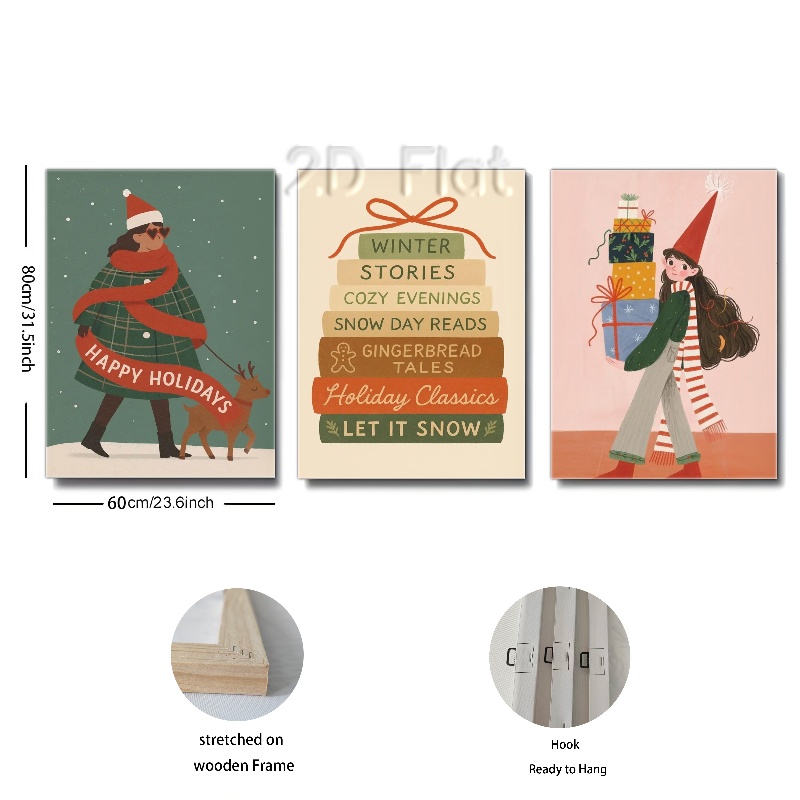 2D Flat
80cm/31.5inch
HAPPY HOLIDAYS
WINTER
STORIES
COZY EVENINGS
SNOW DAY READS
GINGERBREAD
TALES
Holiday Classics
LET IT SNOW
60cm/23.6inch
stretched on
wooden Frame
Hook
Ready to Hang